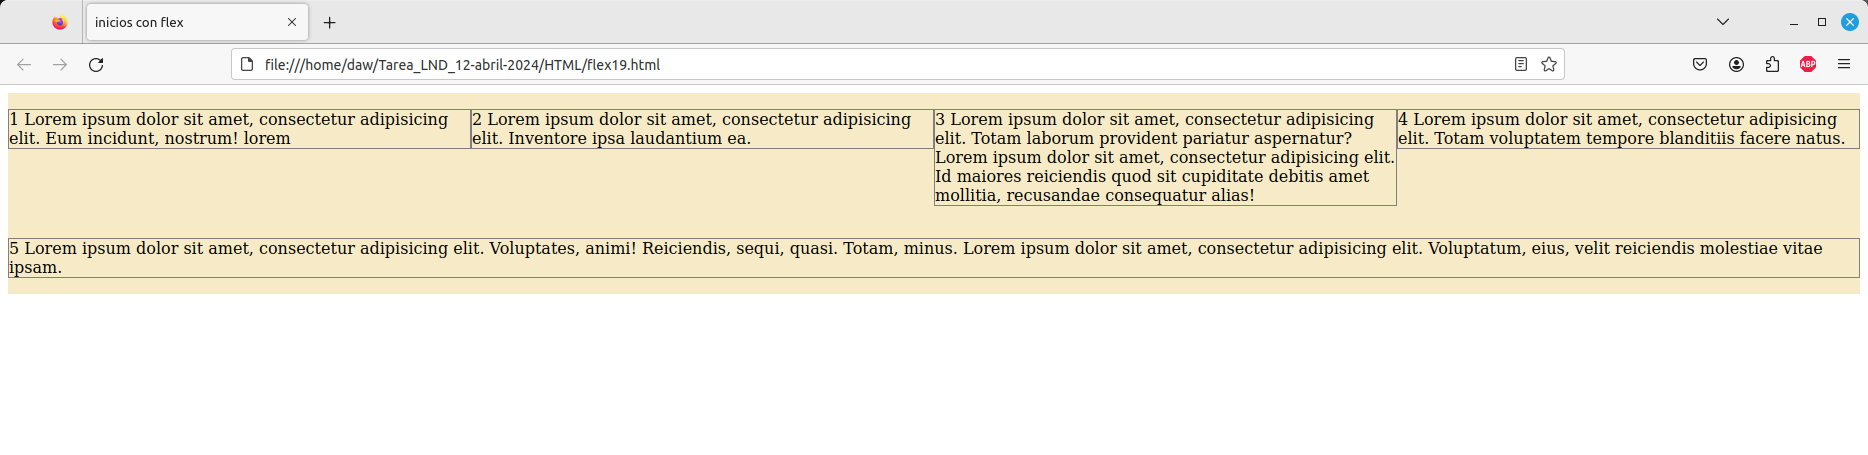 inicios con flex
file:///home/daw/Tarea_LND_12-abril-2024/HTML/flex19.html
ABP
1 Lorem ipsum dolor sit amet, consectetur adipisicing
elit. Eum incidunt, nostrum! lorem
2 Lorem ipsum dolor sit amet, consectetur adipisicing
elit. Inventore ipsa laudantium ea.
3 Lorem ipsum dolor sit amet, consectetur adipisicing
elit. Totam laborum provident pariatur aspernatur?
Lorem ipsum dolor sit amet, consectetur adipisicing elit.
Id maiores reiciendis quod sit cupiditate debitis amet
mollitia, recusandae consequatur alias!
4 Lorem ipsum dolor sit amet, consectetur adipisicing
elit. Totam voluptatem tempore blanditiis facere natus.
5 Lorem ipsum dolor sit amet, consectetur adipisicing elit. Voluptates, animi! Reiciendis, sequi, quasi. Totam, minus. Lorem ipsum dolor sit amet, consectetur adipisicing elit. Voluptatum, eius, velit reiciendis molestiae vitae
ipsam.